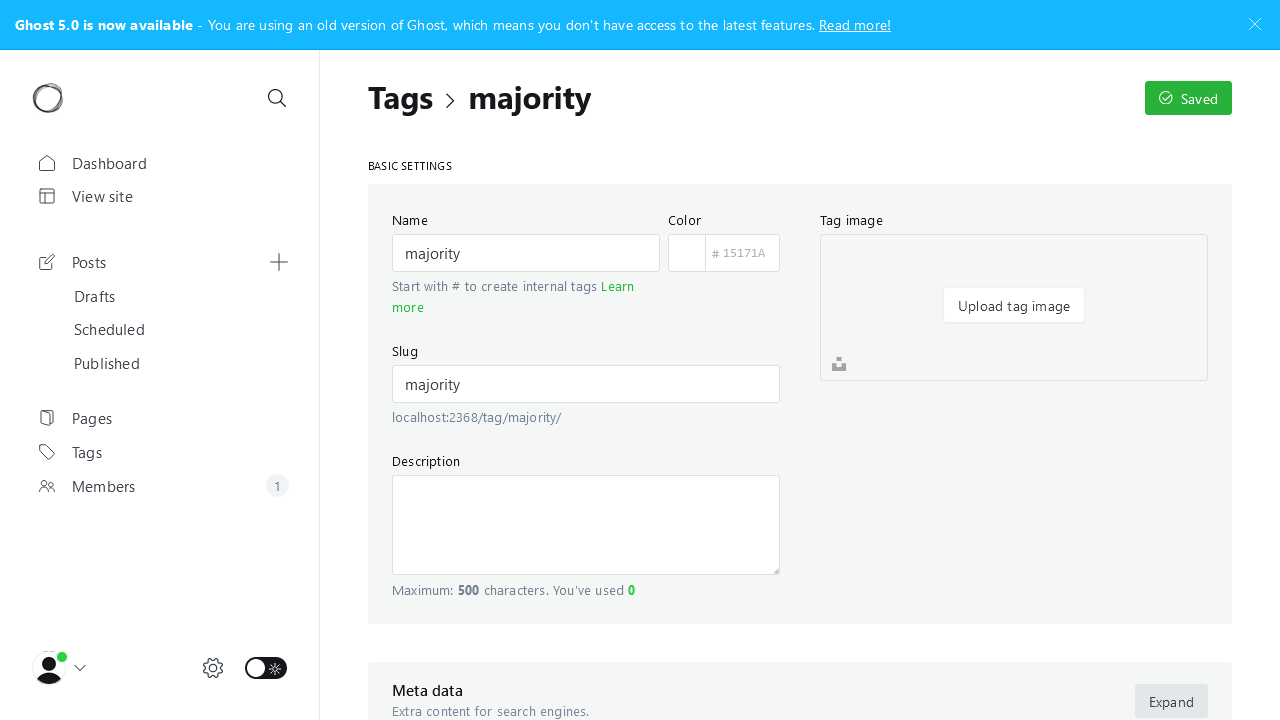 Ghost 5.0 is now available - You are using an old version of Ghost, which means you don't have access to the latest features. Read more!
Dashboard
View site
Posts
Drafts
Scheduled
Published
Pages
Tags
Members
1
Tags
majority
Saved
BASIC SETTINGS
Name
majority
Color
# 15171A
Start with # to create internal tags Learn
more
Slug
majority
localhost:2368/tag/majority/
Description
Maximum: 500 characters. You've used 0
Tag image
Upload tag image
Meta data
Extra content for search engines.
Expand